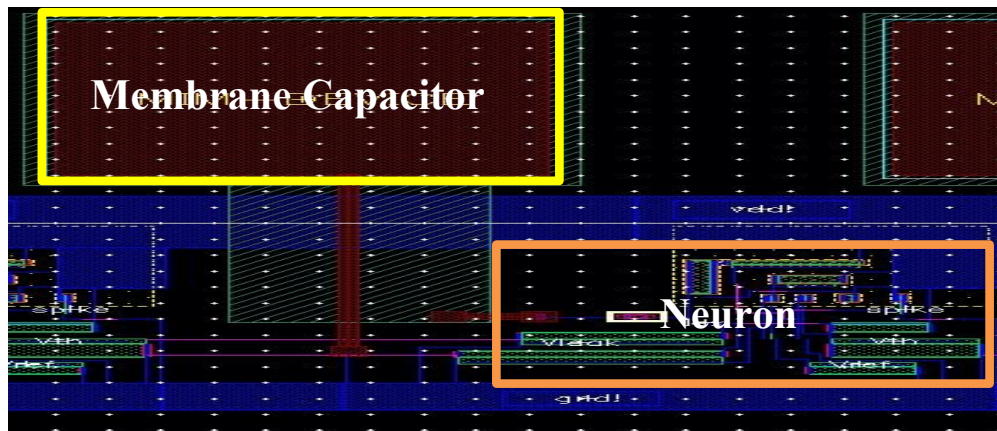 Membrane Capacitor
vdd!
Neuron
spike
spike
Vth
Vleak
Vth
Vref
Vref
gnd!